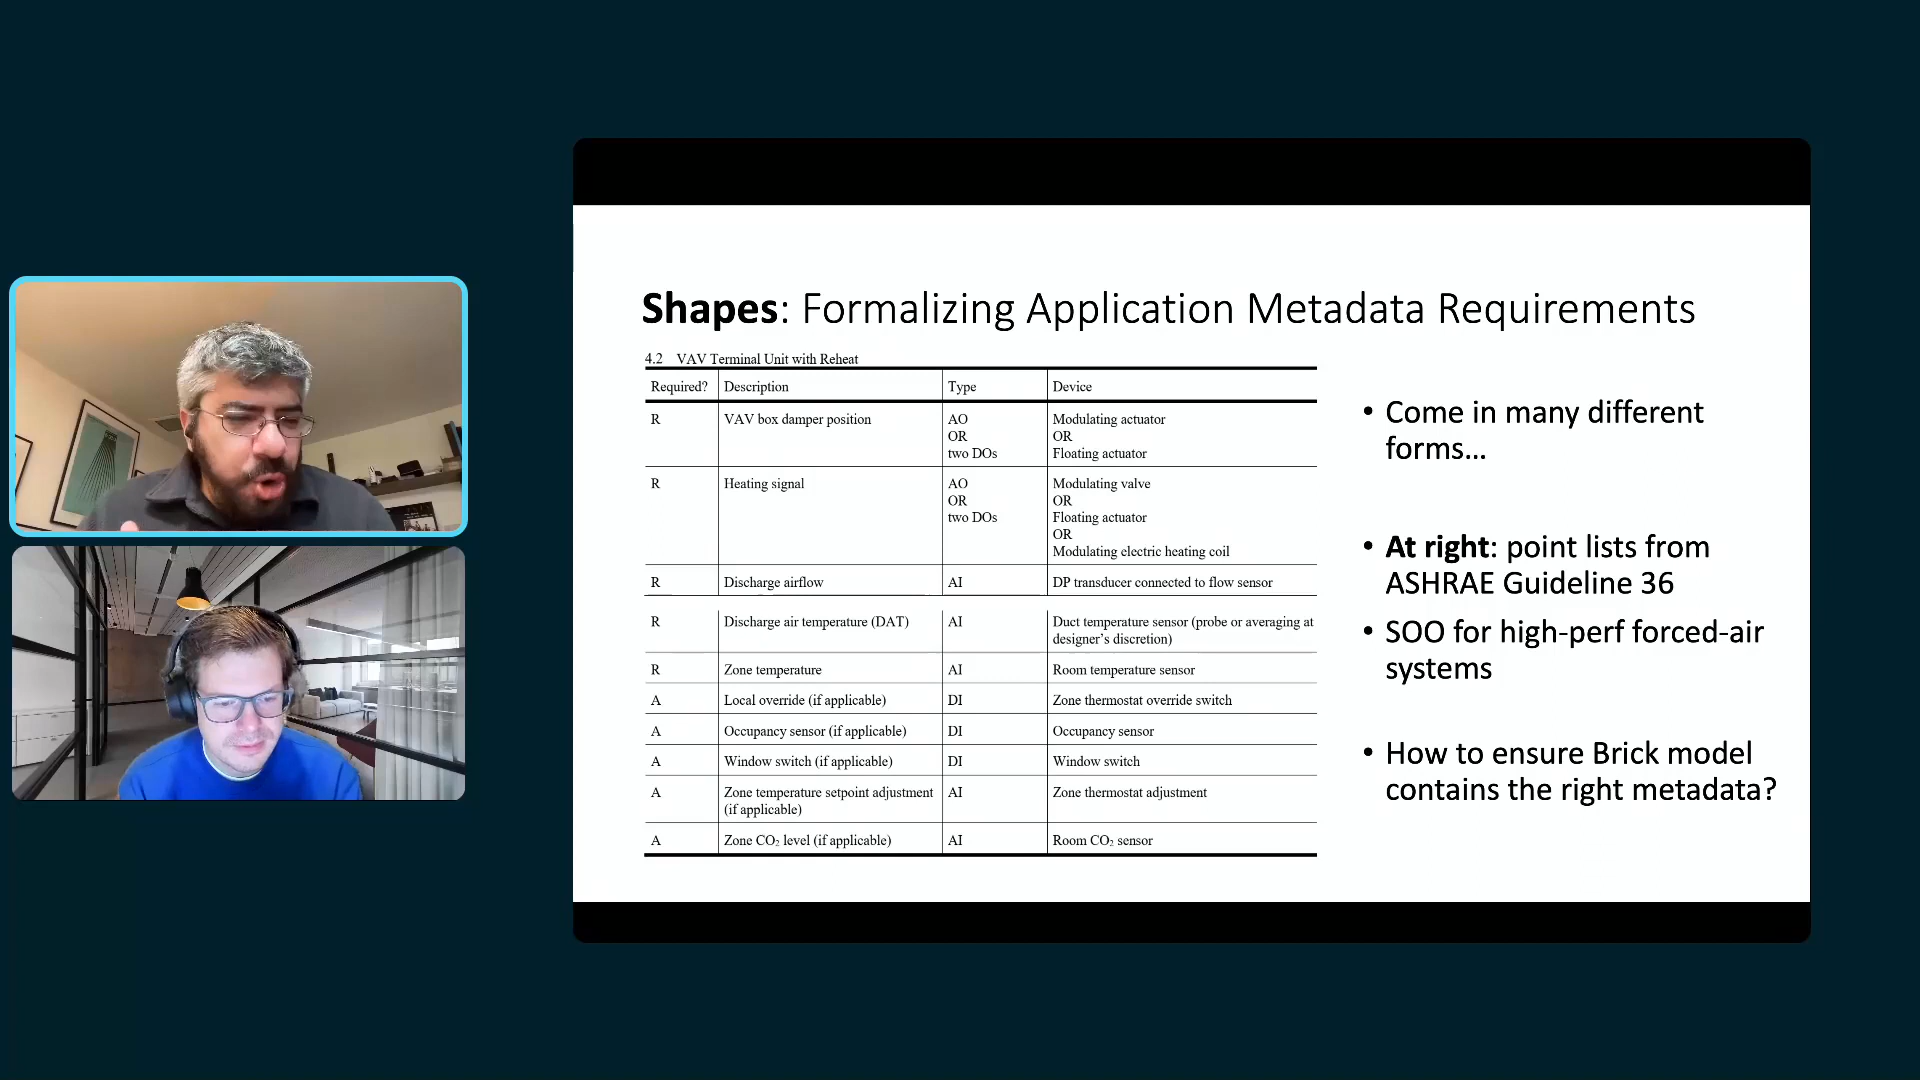 Shapes: Formalizing Application Metadata Requirements
4.2 VAV Terminal Unit with Reheat
Required? Description Type Device
R VAV box damper position AO Modulating actuator
OR OR
two DOs Floating actuator
R Heating signal AO Modulating valve
OR OR
two DOs Floating actuator
OR
Modulating electric heating coil
R Discharge airflow AI DP transducer connected to flow sensor
R Discharge air temperature (DAT) AI Duct temperature sensor (probe or averaging at
designer’s discretion)
R Zone temperature AI Room temperature sensor
A Local override (if applicable) DI Zone thermostat override switch
A Occupancy sensor (if applicable) DI Occupancy sensor
A Window switch (if applicable) DI Window switch
A Zone temperature setpoint adjustment AI Zone thermostat adjustment
(if applicable)
A Zone CO₂ level (if applicable) AI Room CO₂ sensor
• Come in many different
forms...
• At right: point lists from
ASHRAE Guideline 36
• SOO for high-perf forced-air
systems
• How to ensure Brick model
contains the right metadata?